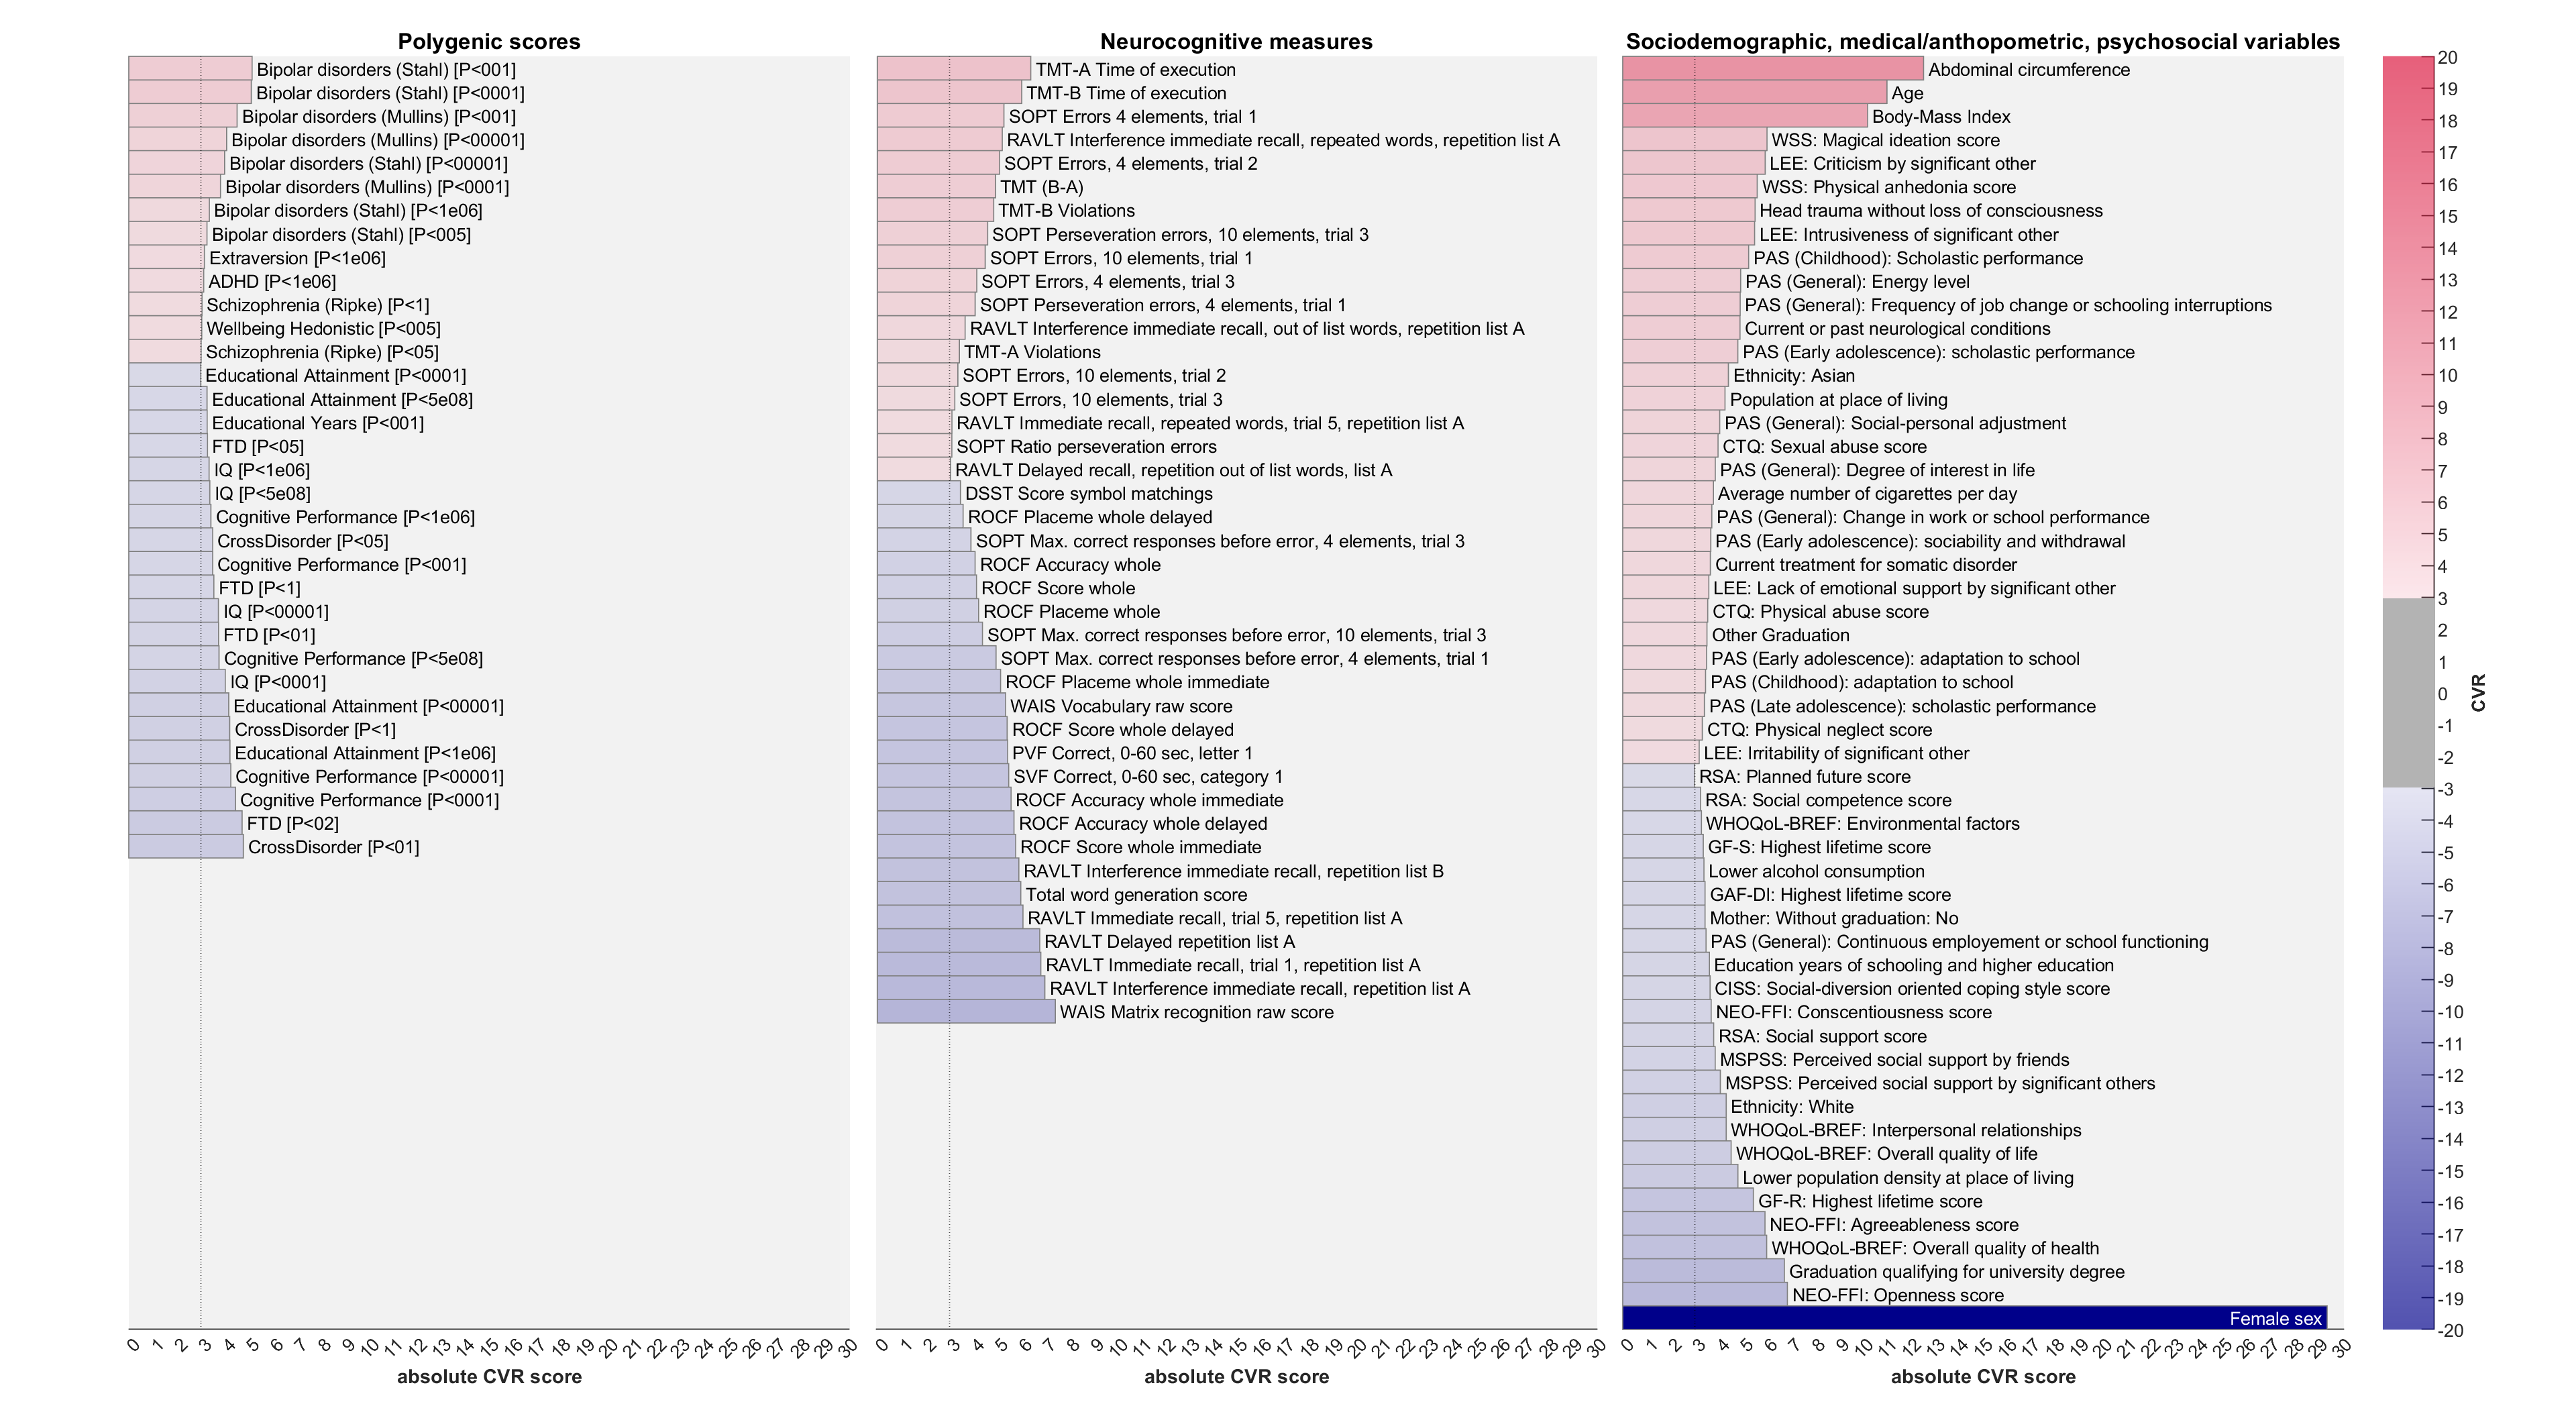 Polygenic scores
Bipolar disorders (Stahl) [P<001]
Bipolar disorders (Stahl) [P<0001]
Bipolar disorders (Mullins) [P<001]
Bipolar disorders (Mullins) [P<00001]
Bipolar disorders (Stahl) [P<00001]
Bipolar disorders (Mullins) [P<0001]
Bipolar disorders (Stahl) [P<1e06]
Bipolar disorders (Stahl) [P<005]
Extraversion [P<1e06]
ADHD [P<1e06]
Schizophrenia (Ripke) [P<1]
Wellbeing Hedonistic [P<005]
Schizophrenia (Ripke) [P<05]
Educational Attainment [P<0001]
Educational Attainment [P<5e08]
Educational Years [P<001]
FTD [P<05]
IQ [P<1e06]
IQ [P<5e08]
Cognitive Performance [P<1e06]
CrossDisorder [P<05]
Cognitive Performance [P<001]
FTD [P<1]
IQ [P<00001]
FTD [P<01]
Cognitive Performance [P<5e08]
IQ [P<0001]
Educational Attainment [P<00001]
CrossDisorder [P<1]
Educational Attainment [P<1e06]
Cognitive Performance [P<00001]
Cognitive Performance [P<0001]
FTD [P<02]
CrossDisorder [P<01]
0 1 2 3 4 5 6 7 8 9 10 11 12 13 14 15 16 17 18 19 20 21 22 23 24 25 26 27 28 29 30
absolute CVR score
Neurocognitive measures
TMT-A Time of execution
TMT-B Time of execution
SOPT Errors 4 elements, trial 1
RAVLT Interference immediate recall, repeated words, repetition list A
SOPT Errors, 4 elements, trial 2
TMT (B-A)
TMT-B Violations
SOPT Perseveration errors, 10 elements, trial 3
SOPT Errors, 10 elements, trial 1
SOPT Errors, 4 elements, trial 3
SOPT Perseveration errors, 4 elements, trial 1
RAVLT Interference immediate recall, out of list words, repetition list A
TMT-A Violations
SOPT Errors, 10 elements, trial 2
SOPT Errors, 10 elements, trial 3
RAVLT Immediate recall, repeated words, trial 5, repetition list A
SOPT Ratio perseveration errors
RAVLT Delayed recall, repetition out of list words, list A
DSST Score symbol matchings
ROCF Placeme whole delayed
SOPT Max. correct responses before error, 4 elements, trial 3
ROCF Accuracy whole
ROCF Score whole
ROCF Placeme whole
SOPT Max. correct responses before error, 10 elements, trial 3
SOPT Max. correct responses before error, 4 elements, trial 1
ROCF Placeme whole immediate
WAIS Vocabulary raw score
ROCF Score whole delayed
PVF Correct, 0-60 sec, letter 1
SVF Correct, 0-60 sec, category 1
ROCF Accuracy whole immediate
ROCF Accuracy whole delayed
ROCF Score whole immediate
RAVLT Interference immediate recall, repetition list B
Total word generation score
RAVLT Immediate recall, trial 5, repetition list A
RAVLT Delayed repetition list A
RAVLT Immediate recall, trial 1, repetition list A
RAVLT Interference immediate recall, repetition list A
WAIS Matrix recognition raw score
0 1 2 3 4 5 6 7 8 9 10 11 12 13 14 15 16 17 18 19 20 21 22 23 24 25 26 27 28 29 30
absolute CVR score
Sociodemographic, medical/anthopometric, psychosocial variables
Abdominal circumference
Age
Body-Mass Index
WSS: Magical ideation score
LEE: Criticism by significant other
WSS: Physical anhedonia score
Head trauma without loss of consciousness
LEE: Intrusiveness of significant other
PAS (Childhood): Scholastic performance
PAS (General): Energy level
PAS (General): Frequency of job change or schooling interruptions
Current or past neurological conditions
PAS (Early adolescence): scholastic performance
Ethnicity: Asian
Population at place of living
PAS (General): Social-personal adjustment
CTQ: Sexual abuse score
PAS (General): Degree of interest in life
Average number of cigarettes per day
PAS (General): Change in work or school performance
PAS (Early adolescence): sociability and withdrawal
Current treatment for somatic disorder
LEE: Lack of emotional support by significant other
CTQ: Physical abuse score
Other Graduation
PAS (Early adolescence): adaptation to school
PAS (Childhood): adaptation to school
PAS (Late adolescence): scholastic performance
CTQ: Physical neglect score
LEE: Irritability of significant other
RSA: Planned future score
RSA: Social competence score
WHOQoL-BREF: Environmental factors
GF-S: Highest lifetime score
Lower alcohol consumption
GAF-DI: Highest lifetime score
Mother: Without graduation: No
PAS (General): Continuous employement or school functioning
Education years of schooling and higher education
CISS: Social-diversion oriented coping style score
NEO-FFI: Conscentiousness score
RSA: Social support score
MSPSS: Perceived social support by friends
MSPSS: Perceived social support by significant others
Ethnicity: White
WHOQoL-BREF: Interpersonal relationships
WHOQoL-BREF: Overall quality of life
Lower population density at place of living
GF-R: Highest lifetime score
NEO-FFI: Agreeableness score
WHOQoL-BREF: Overall quality of health
Graduation qualifying for university degree
NEO-FFI: Openness score
Female sex
0 1 2 3 4 5 6 7 8 9 10 11 12 13 14 15 16 17 18 19 20 21 22 23 24 25 26 27 28 29 30
absolute CVR score
20
19
18
17
16
15
14
13
12
11
10
9
8
7
6
5
4
3
2
1
0
-1
-2
-3
-4
-5
-6
-7
-8
-9
-10
-11
-12
-13
-14
-15
-16
-17
-18
-19
-20
CVR